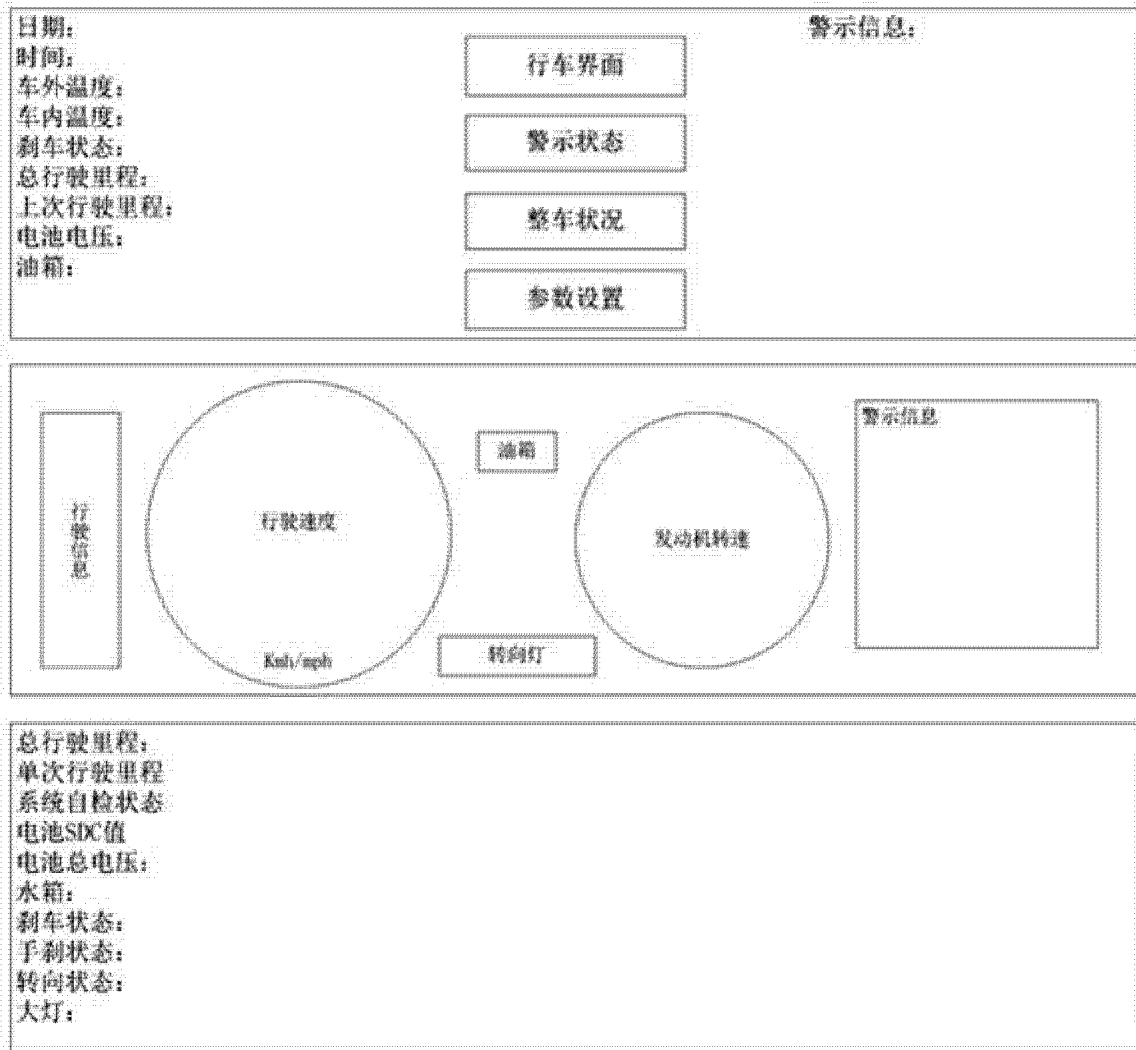 日期：
时间：
车外温度：
车内温度：
刹车状态：
总行驶里程：
上次行驶里程：
电池电压：
油箱：
行车界面
警示状态
整车状况
参数设置
警示信息：
行驶信息
行驶速度
Kmh/mph
油箱
转向灯
发动机转速
警示信息
总行驶里程：
单次行驶里程
系统自检状态
电池SDC值
电池总电压：
水箱：
刹车状态：
手刹状态：
转向状态：
大灯：